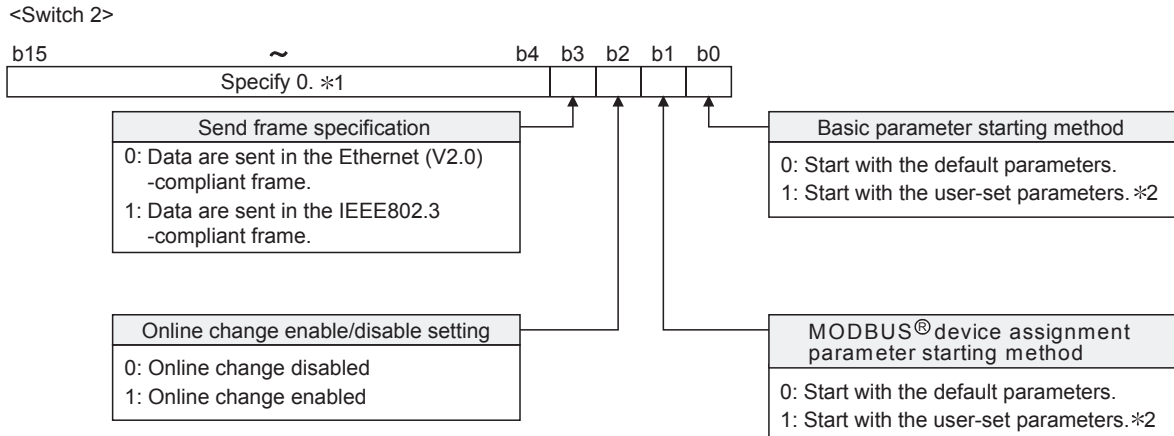 <Switch 2>
b15 ~ b4 b3 b2 b1 b0
Specify 0. *1
Send frame specification
0: Data are sent in the Ethernet (V2.0)
-compliant frame.
1: Data are sent in the IEEE802.3
-compliant frame.
Basic parameter starting method
0: Start with the default parameters.
1: Start with the user-set parameters. *2
Online change enable/disable setting
0: Online change disabled
1: Online change enabled
MODBUS® device assignment
parameter starting method
0: Start with the default parameters.
1: Start with the user-set parameters. *2